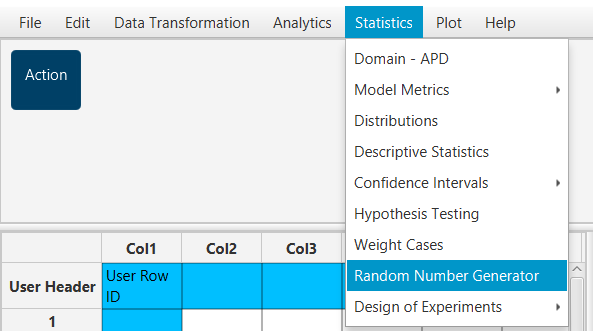 File Edit Data Transformation Analytics Statistics Plot Help
Action
Domain - APD
Model Metrics
Distributions
Descriptive Statistics
Confidence Intervals
Hypothesis Testing
Weight Cases
Random Number Generator
Design of Experiments
Col1 Col2 Col3
User Header
User Row
ID
1